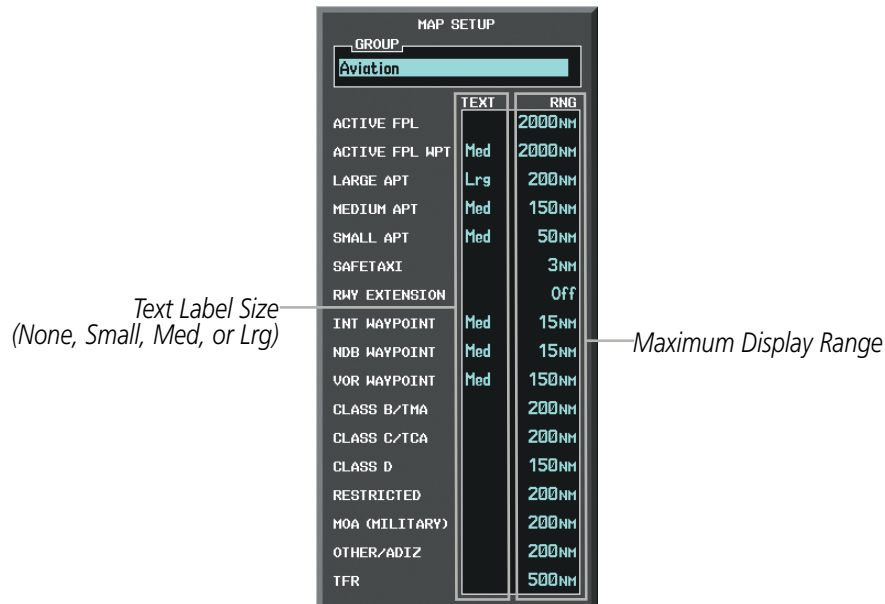 MAP SETUP
GROUP
Aviation
TEXT RNG
ACTIVE FPL 2000NM
ACTIVE FPL WPT Med 2000NM
LARGE APT Lrg 200NM
MEDIUM APT Med 150NM
SMALL APT Med 50NM
SAFETAXI 3NM
RWY EXTENSION Off
INT WAYPOINT Med 15NM
NDB WAYPOINT Med 15NM
VOR WAYPOINT Med 150NM
CLASS B/TMA 200NM
CLASS C/TCA 200NM
CLASS D 150NM
RESTRICTED 200NM
MOA (MILITARY) 200NM
OTHER/ADIZ 200NM
TFR 500NM
Text Label Size
(None, Small, Med, or Lrg)
Maximum Display Range